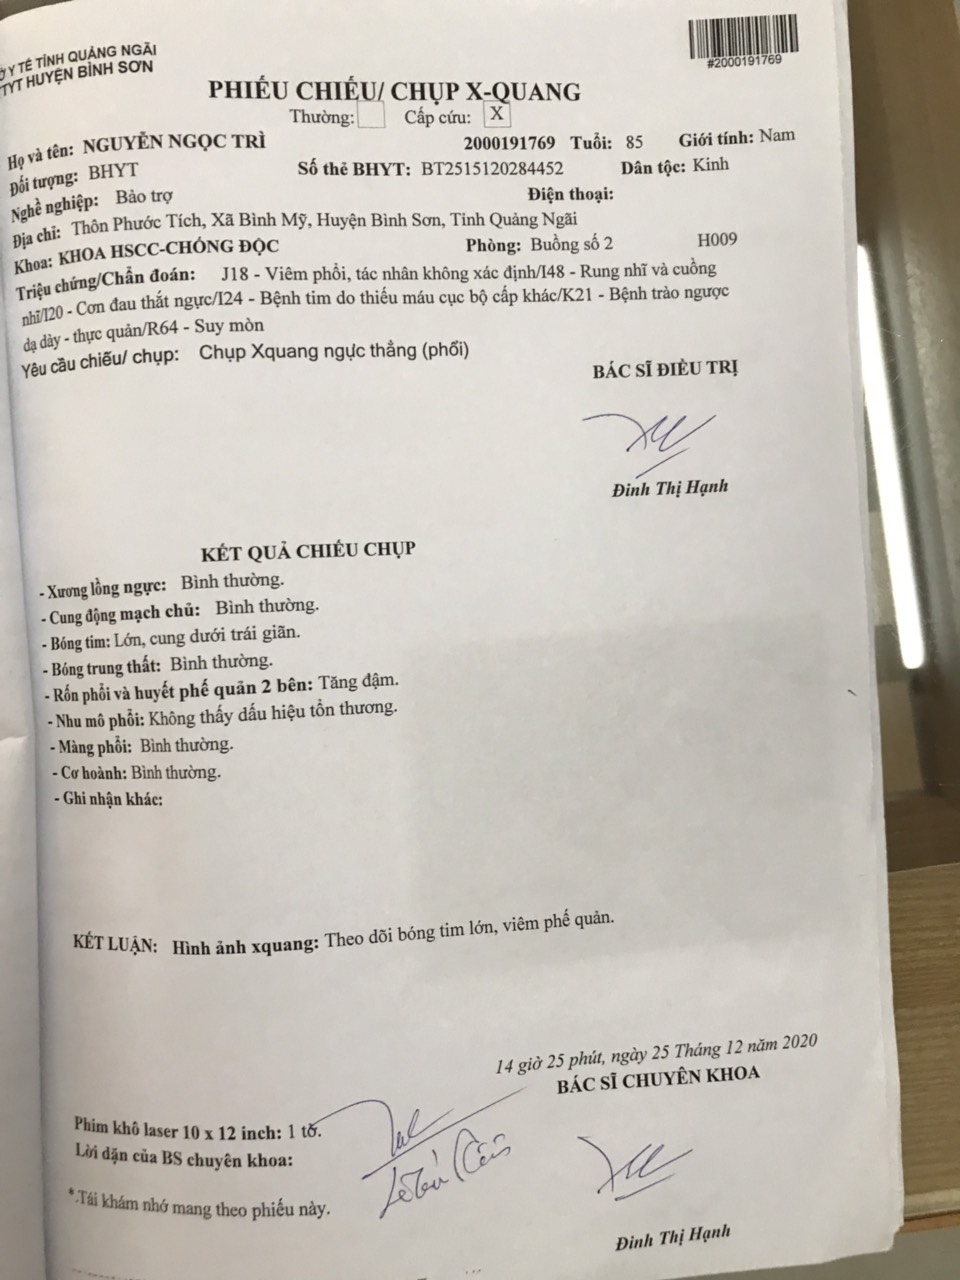 Y TẾ TỈNH QUẢNG NGÃI
TTYT HUYỆN BÌNH SƠN
#2000191769
PHIẾU CHIẾU/ CHỤP X-QUANG
Thường: Cấp cứu: X
Họ và tên: NGUYỄN NGỌC TRÌ 2000191769 Tuổi: 85 Giới tính: Nam
Đối tượng: BHYT Số thẻ BHYT: BT2515120284452 Dân tộc: Kinh
Nghề nghiệp: Bảo trợ Điện thoại:
Địa chỉ: Thôn Phước Tích, Xã Bình Mỹ, Huyện Bình Sơn, Tỉnh Quảng Ngãi
Khoa: KHOA HSCC-CHỐNG ĐỘC Phòng: Buồng số 2 H009
Triệu chứng/Chẩn đoán: J18 - Viêm phổi, tác nhân không xác định/I48 - Rung nhĩ và cuồng
nhĩ/I20 - Cơn đau thắt ngực/I24 - Bệnh tim do thiếu máu cục bộ cấp khác/K21 - Bệnh trào ngược
dạ dày - thực quản/R64 - Suy mòn
Yêu cầu chiếu/ chụp: Chụp Xquang ngực thẳng (phổi)
BÁC SĨ ĐIỀU TRỊ
Đinh Thị Hạnh
KẾT QUẢ CHIẾU CHỤP
- Xương lồng ngực: Bình thường.
- Cung động mạch chủ: Bình thường.
- Bóng tim: Lớn, cung dưới trái giãn.
- Bóng trung thất: Bình thường.
- Rốn phổi và huyết phế quản 2 bên: Tăng đậm.
- Nhu mô phổi: Không thấy dấu hiệu tổn thương.
- Màng phổi: Bình thường.
- Cơ hoành: Bình thường.
- Ghi nhận khác:
KẾT LUẬN: Hình ảnh xquang: Theo dõi bóng tim lớn, viêm phế quản.
14 giờ 25 phút, ngày 25 Tháng 12 năm 2020
BÁC SĨ CHUYÊN KHOA
Phim khô laser 10 x 12 inch: 1 tờ.
Lời dặn của BS chuyên khoa:
*.Tái khám nhớ mang theo phiếu này.
Đinh Thị Hạnh